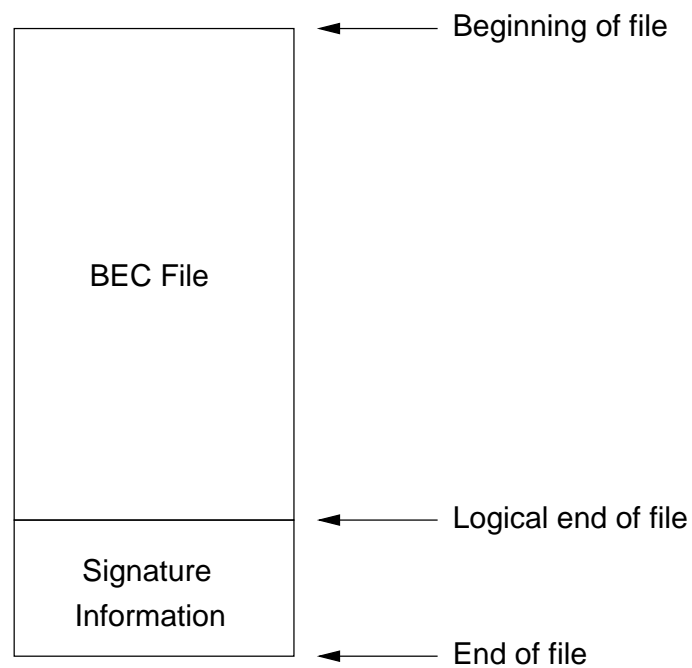 Beginning of file
BEC File
Logical end of file
Signature
Information
End of file